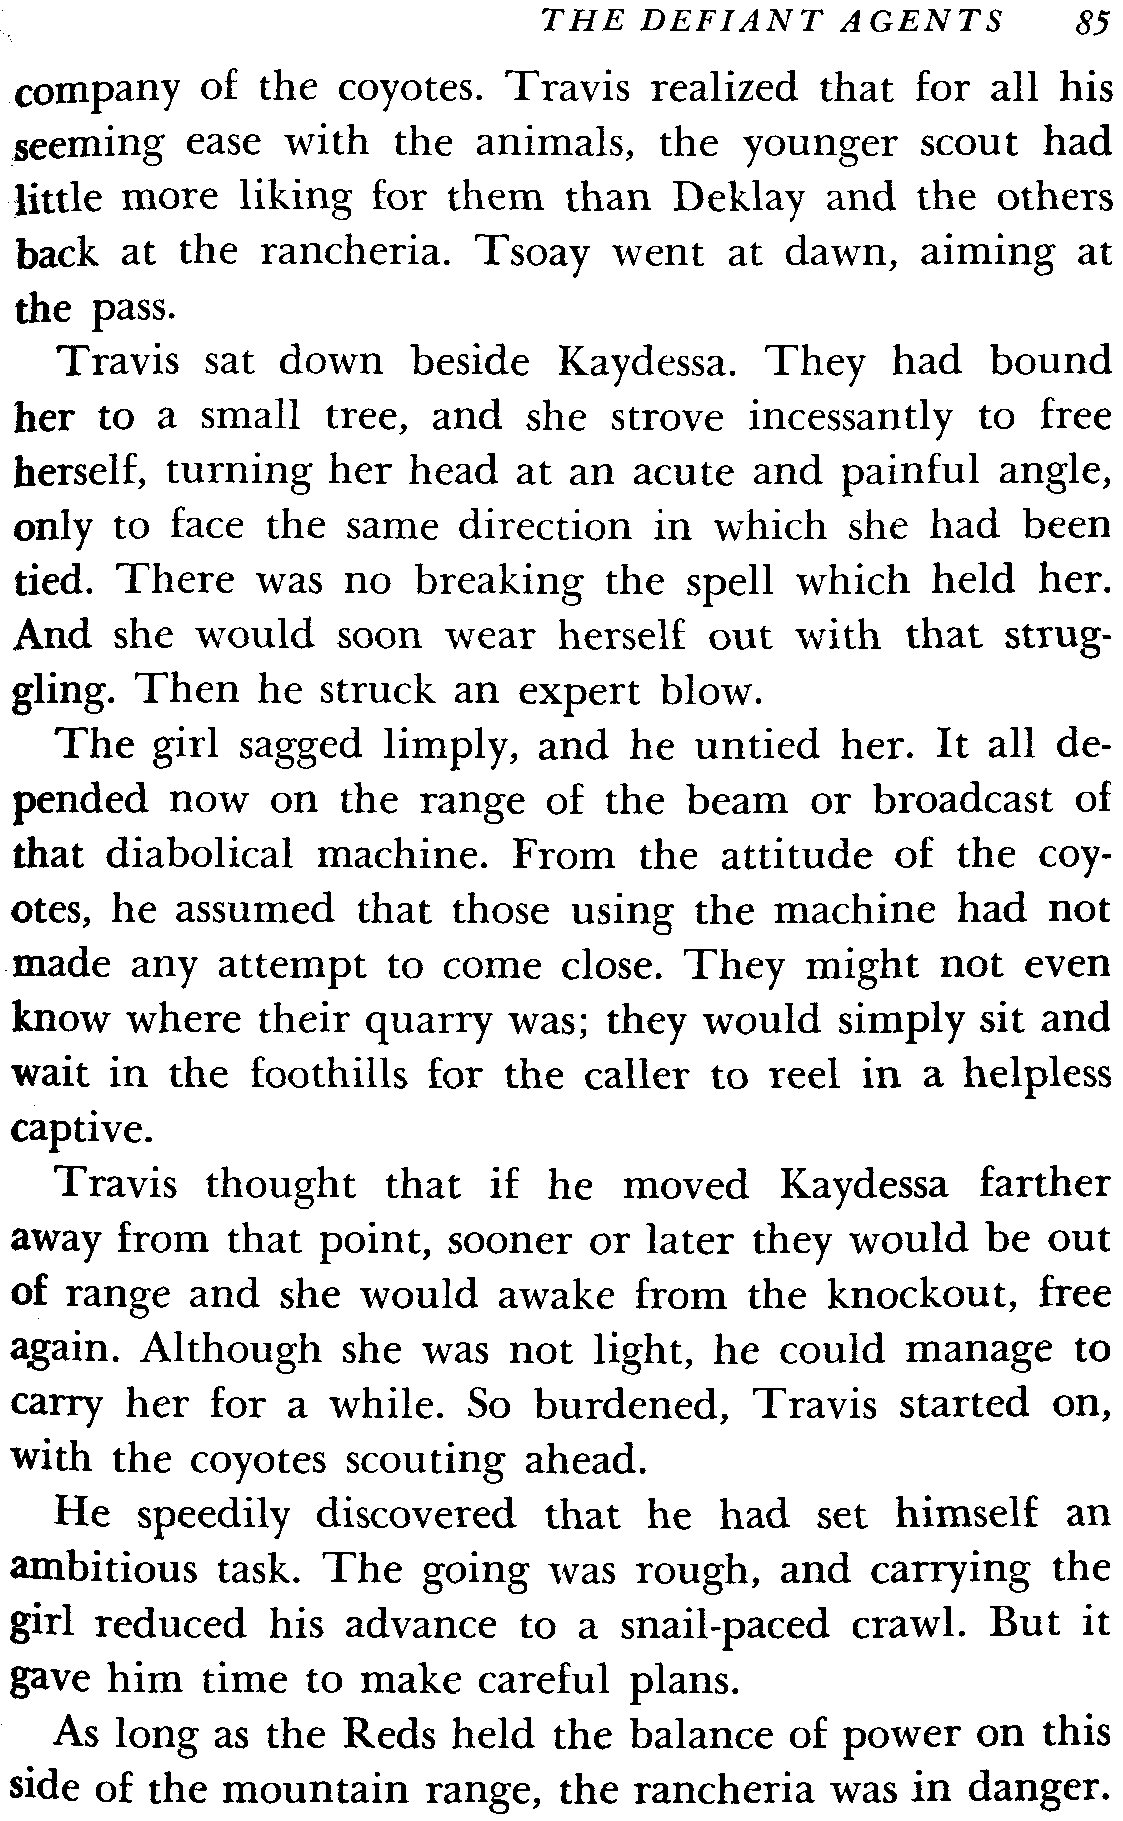 THE DEFIANT AGENTS 85
company of the coyotes. Travis realized that for all his
seeming ease with the animals, the younger scout had
little more liking for them than Deklay and the others
back at the rancheria. Tsoay went at dawn, aiming at
the pass.
Travis sat down beside Kaydessa. They had bound
her to a small tree, and she strove incessantly to free
herself, turning her head at an acute and painful angle,
only to face the same direction in which she had been
tied. There was no breaking the spell which held her.
And she would soon wear herself out with that strug-
gling. Then he struck an expert blow.
The girl sagged limply, and he untied her. It all de-
pended now on the range of the beam or broadcast of
that diabolical machine. From the attitude of the coy-
otes, he assumed that those using the machine had not
made any attempt to come close. They might not even
know where their quarry was; they would simply sit and
wait in the foothills for the caller to reel in a helpless
captive.
Travis thought that if he moved Kaydessa farther
away from that point, sooner or later they would be out
of range and she would awake from the knockout, free
again. Although she was not light, he could manage to
carry her for a while. So burdened, Travis started on,
with the coyotes scouting ahead.
He speedily discovered that he had set himself an
ambitious task. The going was rough, and carrying the
girl reduced his advance to a snail-paced crawl. But it
gave him time to make careful plans.
As long as the Reds held the balance of power on this
side of the mountain range, the rancheria was in danger.